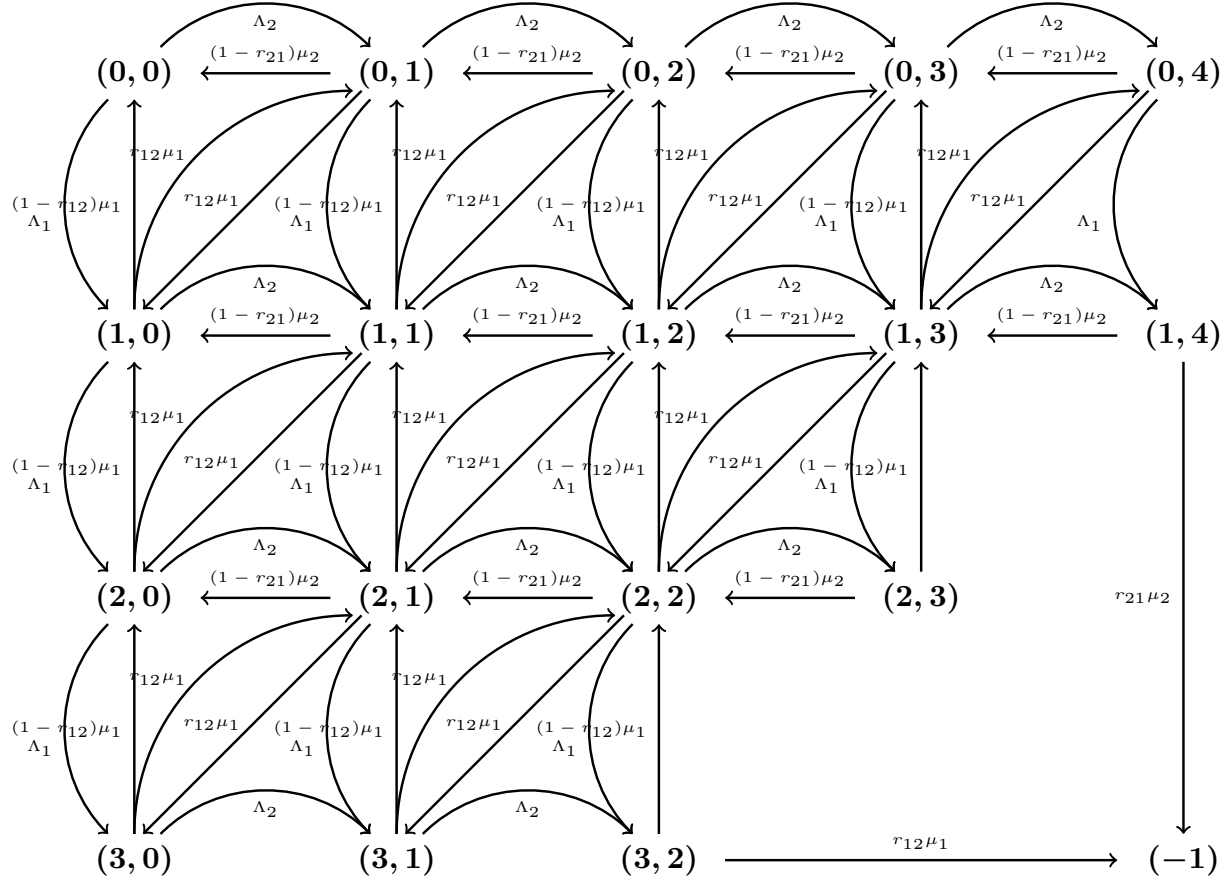 Λ₂ Λ₂ Λ₂ Λ₂
(1 − r₂₁)μ₂ (1 − r₂₁)μ₂ (1 − r₂₁)μ₂ (1 − r₂₁)μ₂
(0, 0) (0, 1) (0, 2) (0, 3) (0, 4)
r₁₂μ₁ r₁₂μ₁ r₁₂μ₁ r₁₂μ₁
r₁₂μ₁ r₁₂μ₁ r₁₂μ₁ r₁₂μ₁
(1 − r₁₂)μ₁ (1 − r₁₂)μ₁ (1 − r₁₂)μ₁ (1 − r₁₂)μ₁
Λ₁ Λ₁ Λ₁ Λ₁ Λ₁
Λ₂ Λ₂ Λ₂ Λ₂
(1 − r₂₁)μ₂ (1 − r₂₁)μ₂ (1 − r₂₁)μ₂ (1 − r₂₁)μ₂
(1, 0) (1, 1) (1, 2) (1, 3) (1, 4)
r₁₂μ₁ r₁₂μ₁ r₁₂μ₁
r₁₂μ₁ r₁₂μ₁ r₁₂μ₁
(1 − r₁₂)μ₁ (1 − r₁₂)μ₁ (1 − r₁₂)μ₁ (1 − r₁₂)μ₁
Λ₁ Λ₁ Λ₁ Λ₁
Λ₂ Λ₂ Λ₂
(1 − r₂₁)μ₂ (1 − r₂₁)μ₂ (1 − r₂₁)μ₂
(2, 0) (2, 1) (2, 2) (2, 3) r₂₁μ₂
r₁₂μ₁ r₁₂μ₁
r₁₂μ₁ r₁₂μ₁
(1 − r₁₂)μ₁ (1 − r₁₂)μ₁ (1 − r₁₂)μ₁
Λ₁ Λ₁ Λ₁
Λ₂ Λ₂
r₁₂μ₁
(3, 0) (3, 1) (3, 2) (−1)